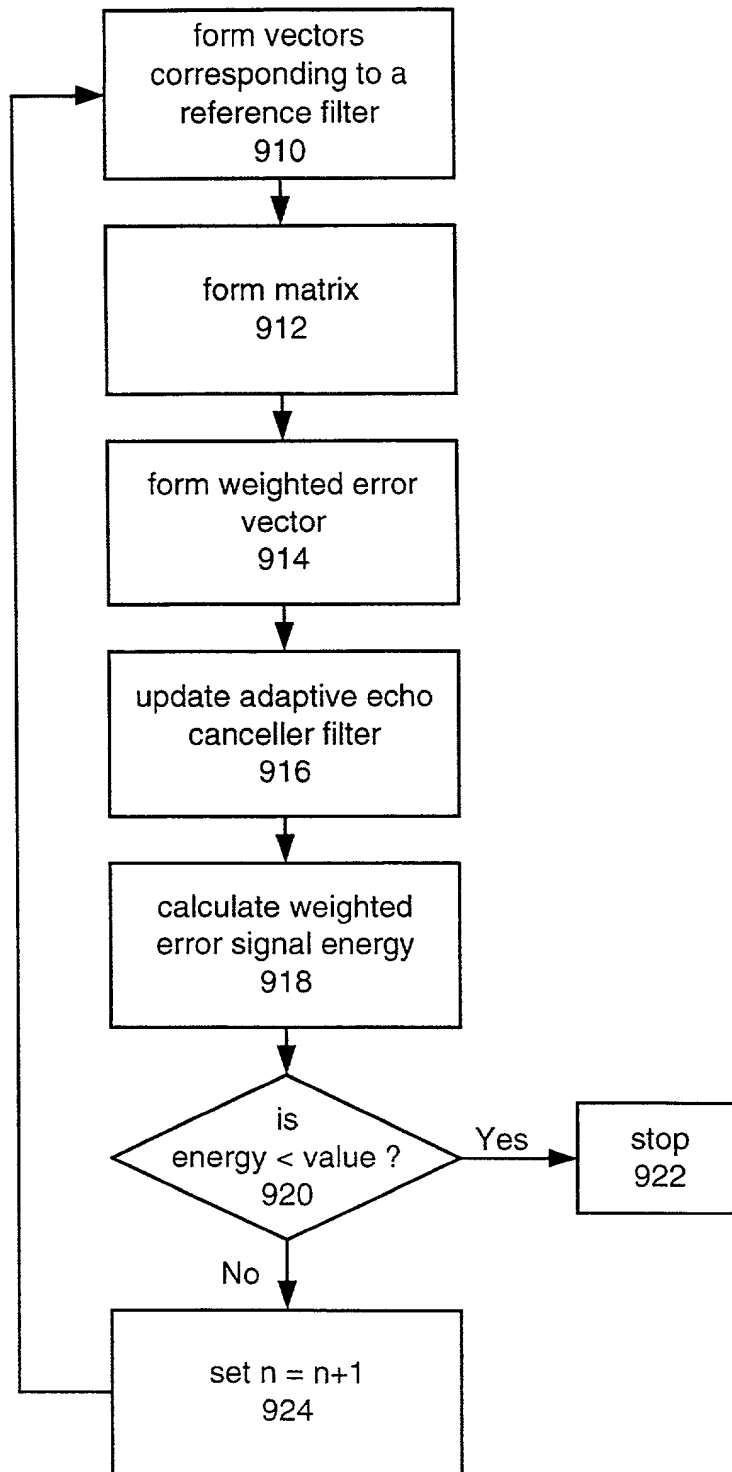 form vectors
corresponding to a
reference filter
910
form matrix
912
form weighted error
vector
914
update adaptive echo
canceller filter
916
calculate weighted
error signal energy
918
is
energy < value ?
920
Yes
stop
922
No
set n = n+1
924